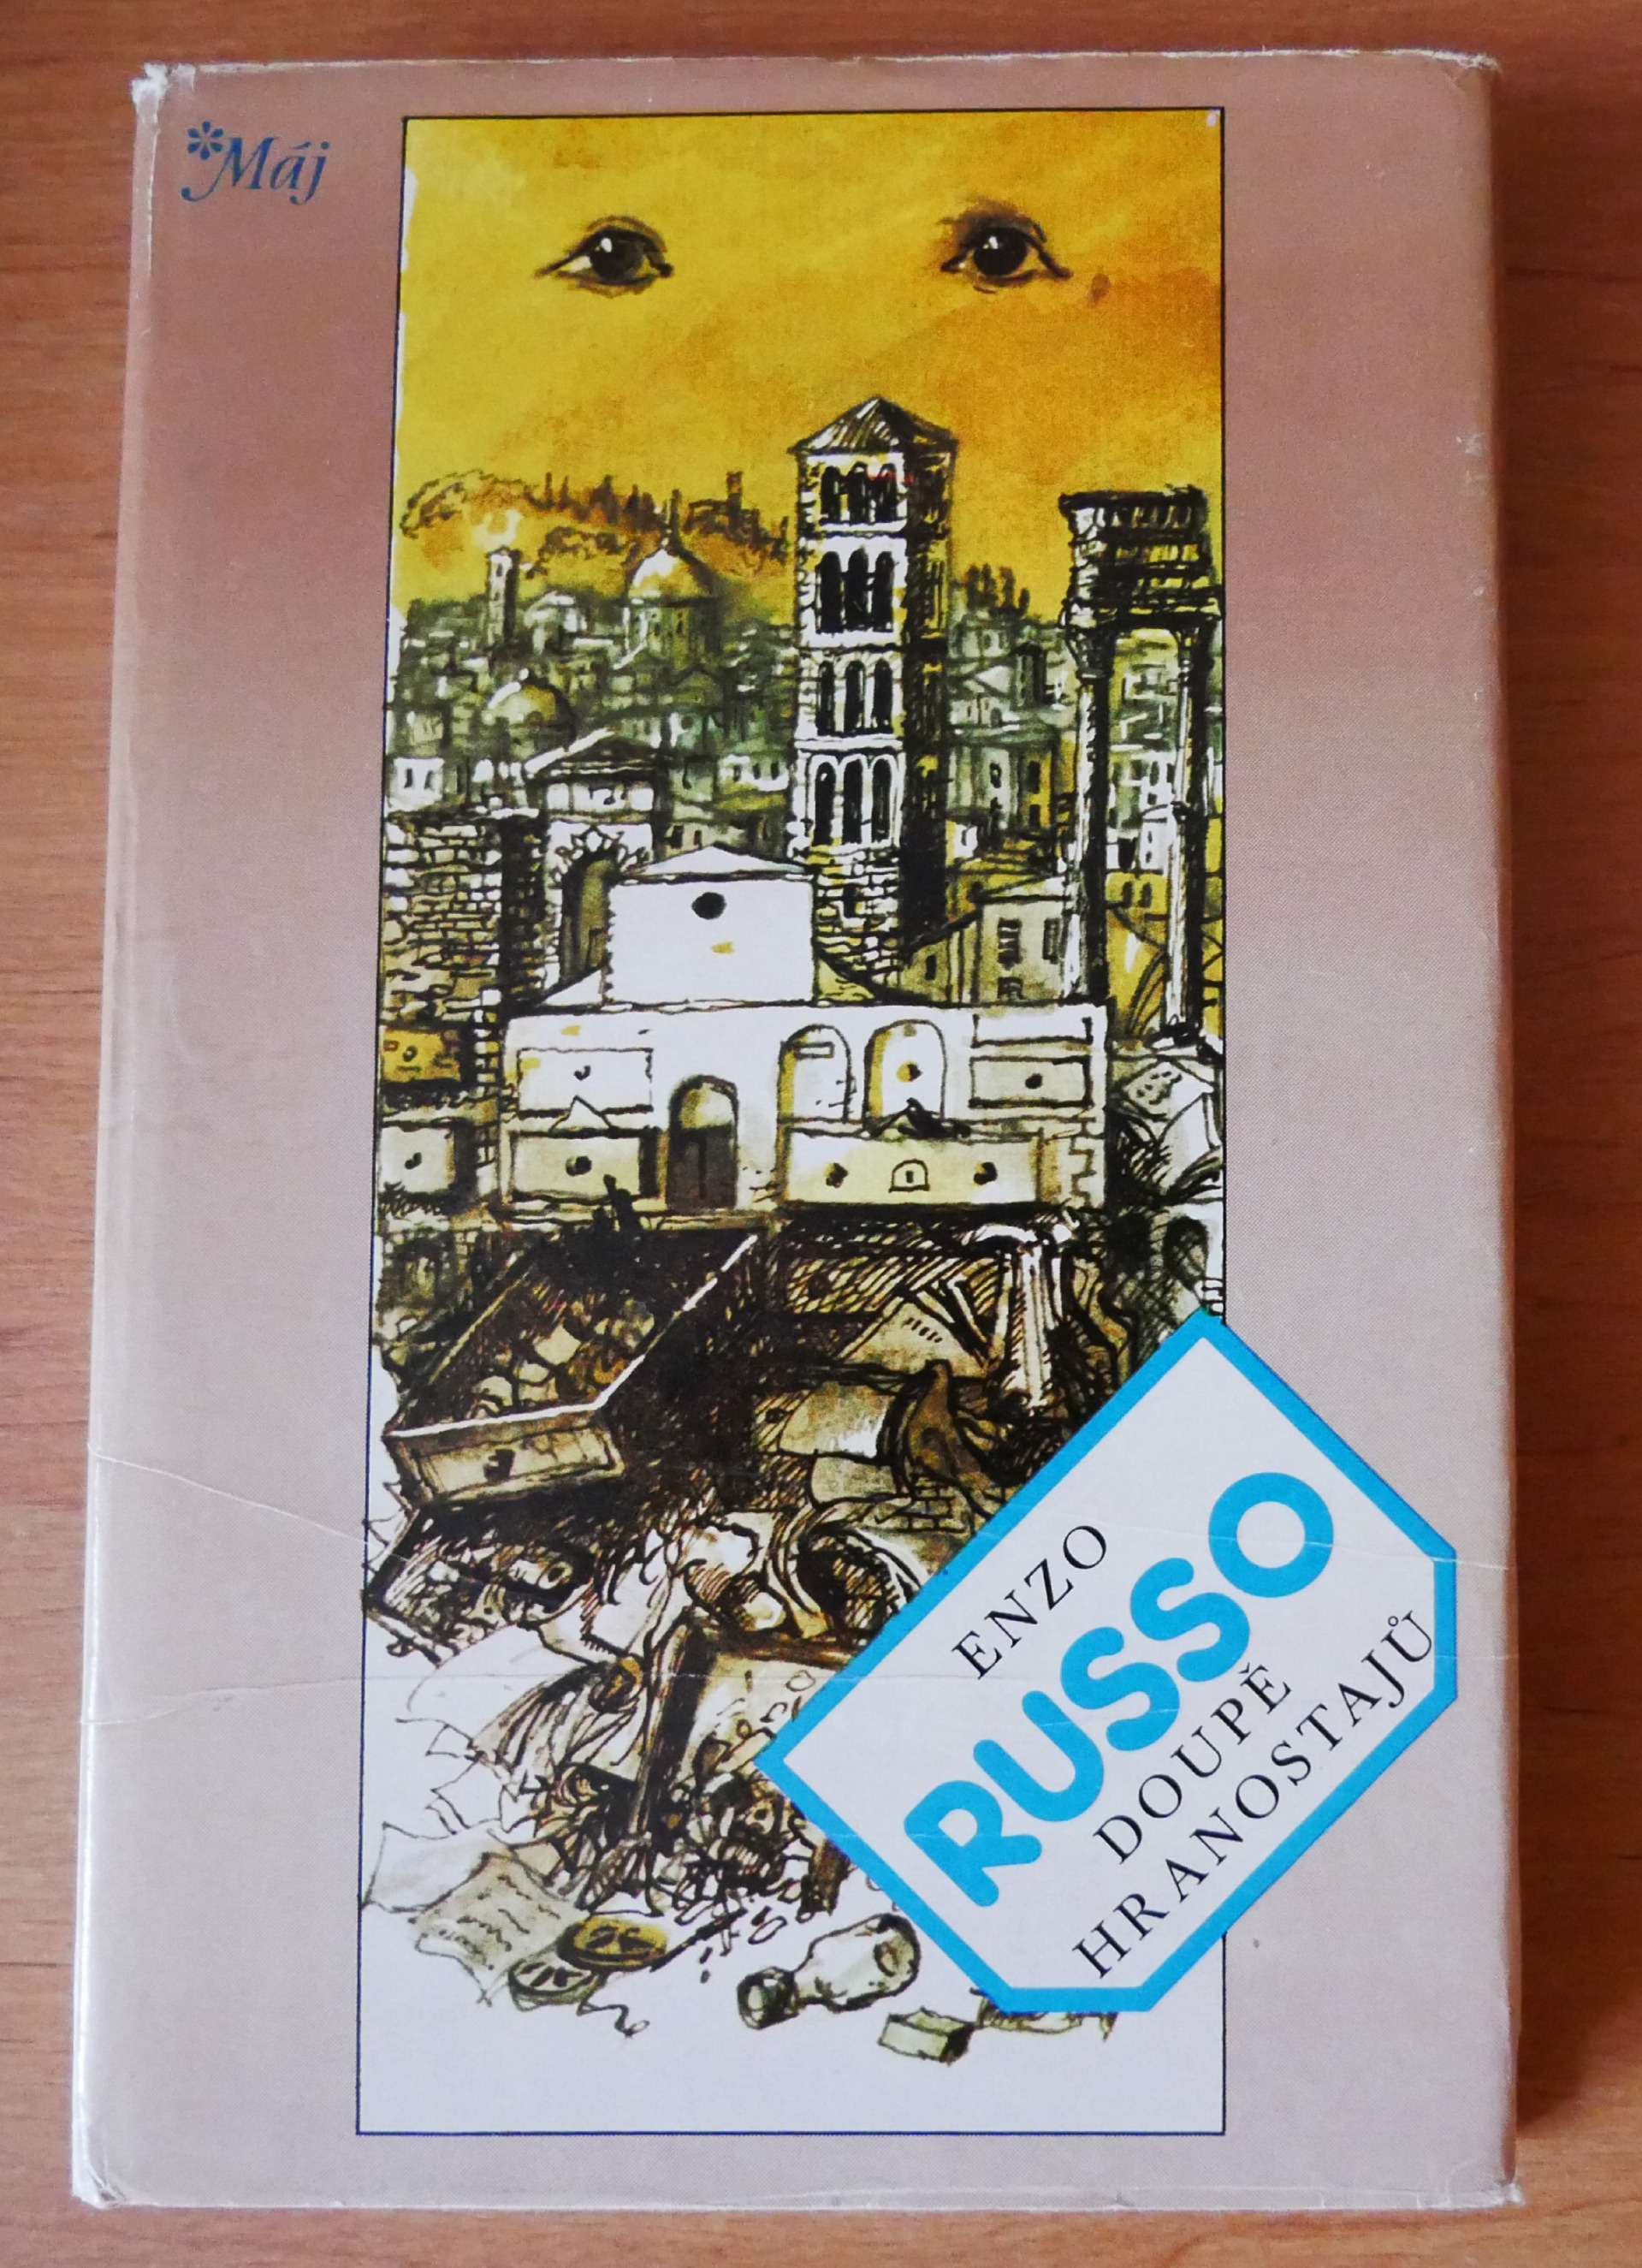 *Máj
ENZO
RUSSO
DOUPĚ
HRANOSTAJŮ